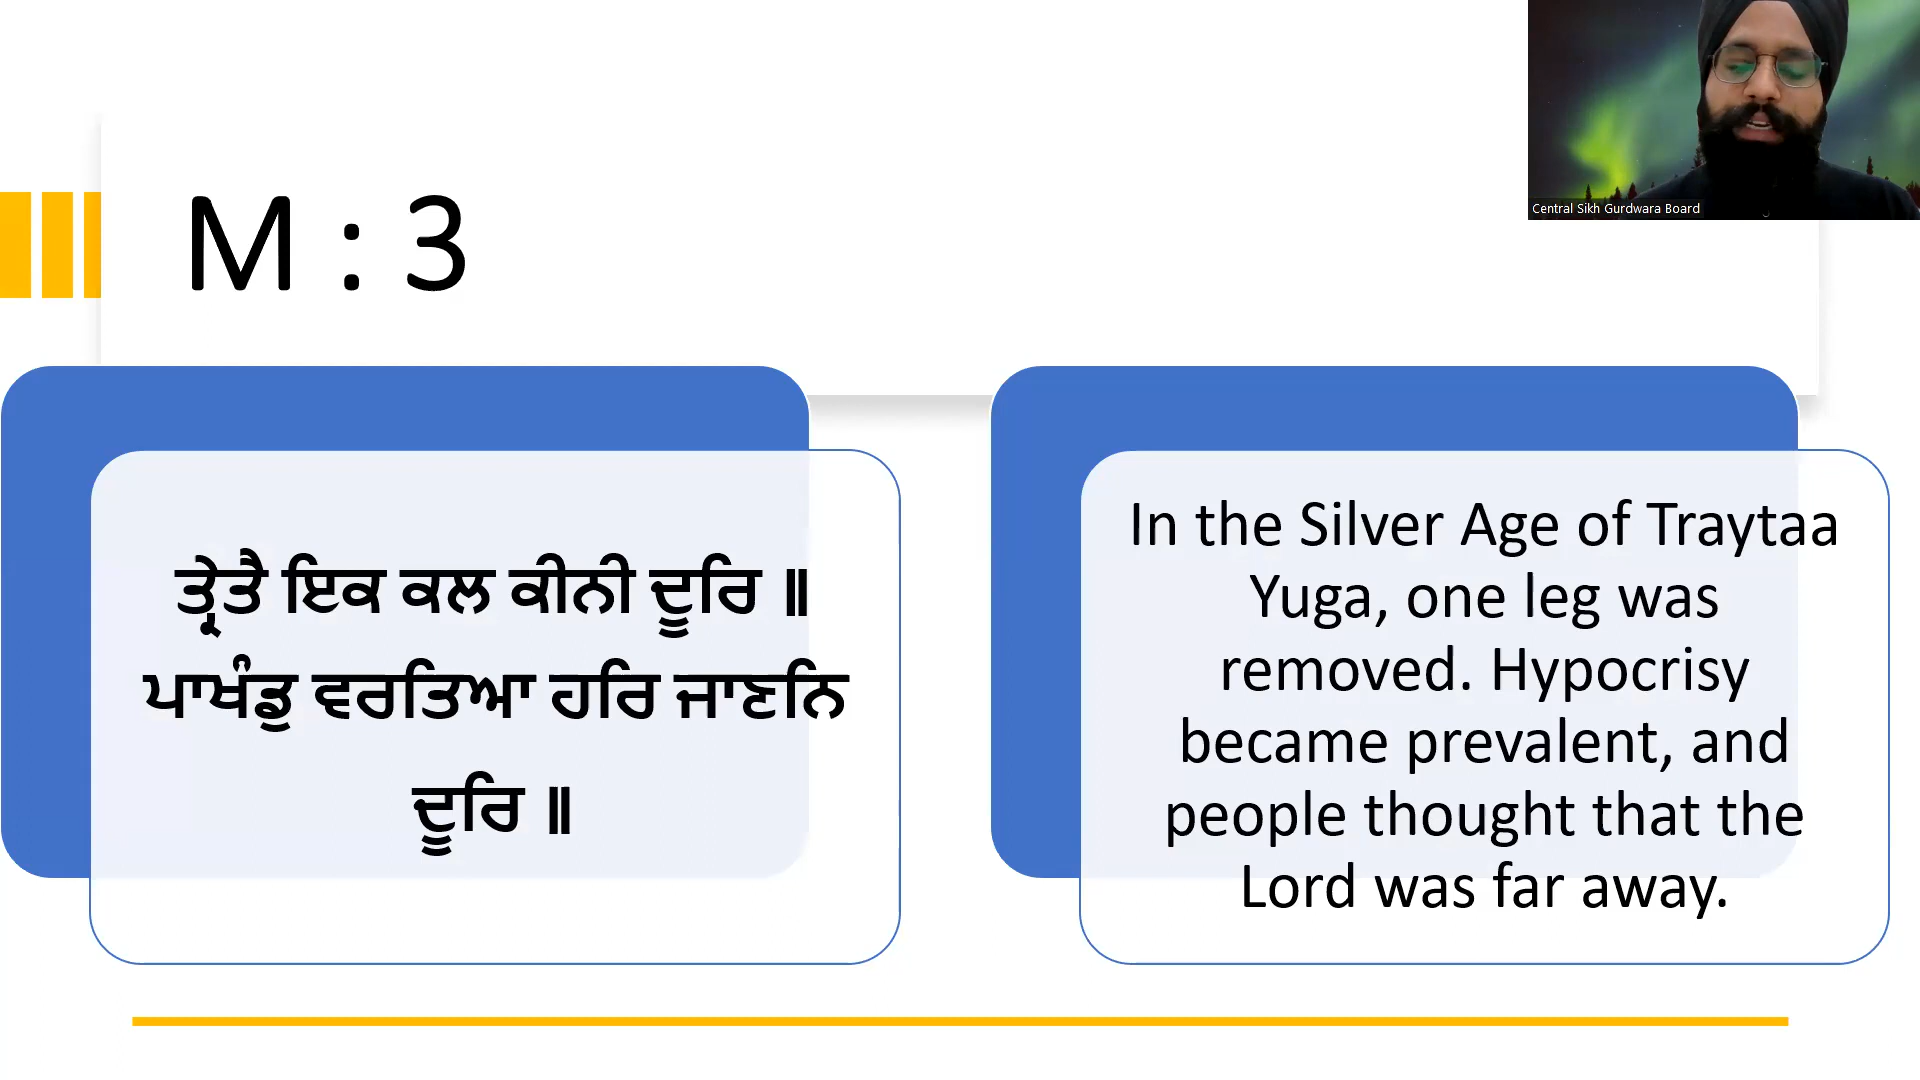 Central Sikh Gurdwara Board
M : 3
ਤ੍ਰੇਤੈ ਇਕ ਕਲ ਕੀਨੀ ਦੂਰਿ ॥
ਪਾਖੰਡੁ ਵਰਤਿਆ ਹਰਿ ਜਾਣਨਿ
ਦੂਰਿ ॥
In the Silver Age of Traytaa
Yuga, one leg was
removed. Hypocrisy
became prevalent, and
people thought that the
Lord was far away.